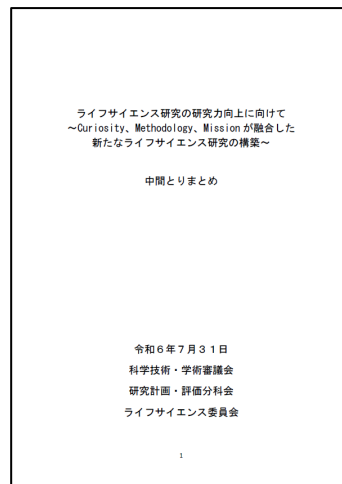 ライフサイエンス研究の研究力向上に向けて
～Curiosity、Methodology、Missionが融合した
新たなライフサイエンス研究の構築～
中間とりまとめ
令和６年７月３１日
科学技術・学術審議会
研究計画・評価分科会
ライフサイエンス委員会
1